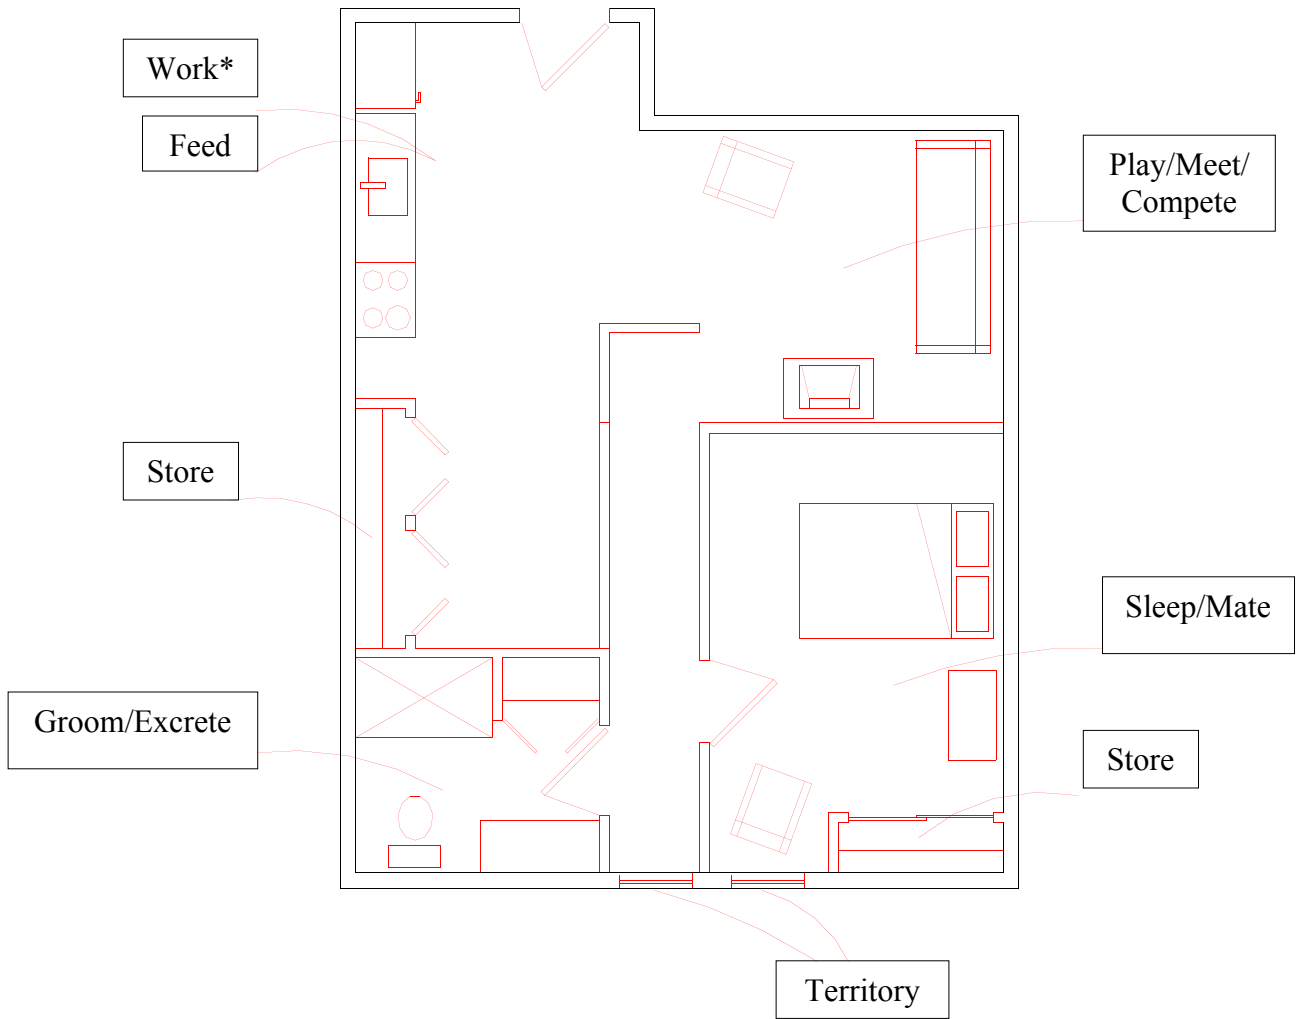 Work*
Feed
Play/Meet/
Compete
Store
Sleep/Mate
Groom/Excrete
Store
Territory